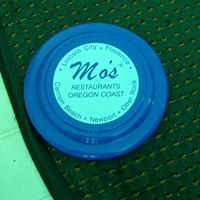 Lincoln City • Florence
Mo's®
RESTAURANTS
OREGON COAST
Cannon Beach • Newport • Otter Rock